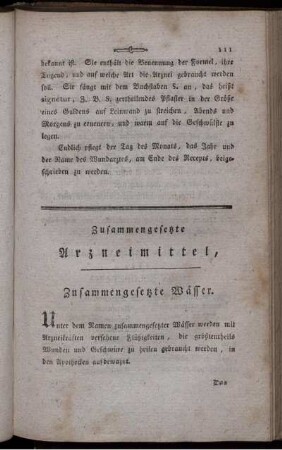 111
bekannt ist. Sie enthält die Benennung der Formel, ihre
Tugend, und auf welche Art die Arznei gebraucht werden
soll. Sie fängt mit dem Buchstaben S. an, das heißt
signatur, Z. B. S. zertheilendes Pflaster in der Größe
eines Guldens auf Leinwand zu streichen, Abends und
Morgens zu erneuern, und warm auf die Geschwülste zu
legen.
Endlich pflegt der Tag des Monats, das Jahr und
der Name des Wundarztes, am Ende des Recepts, beige-
schrieben zu werden.
Zusammengesetzte
Arzneimittel,
Zusammengesetzte Wässer.
Unter dem Namen zusammengesetzter Wässer werden mit
Arzneikräften versehene Flüßigkeiten, die größtentheils
Wunden und Geschwüre zu heilen gebraucht werden, in
den Apotheken aufbewahrt.
Das